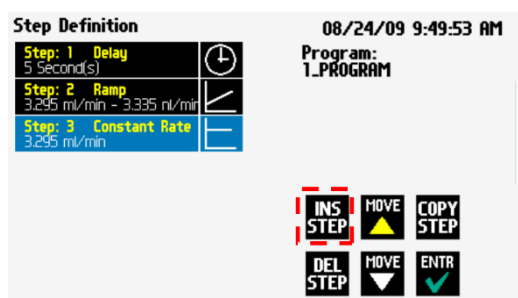 Step Definition
08/24/09 9:49:53 AM
Step: 1 Delay
5 Second(s)
Step: 2 Ramp
3.295 ml/min - 3.335 nl/min
Step: 3 Constant Rate
3.295 ml/min
Program:
1_PROGRAM
INS STEP
MOVE
COPY STEP
DEL STEP
MOVE
ENTR